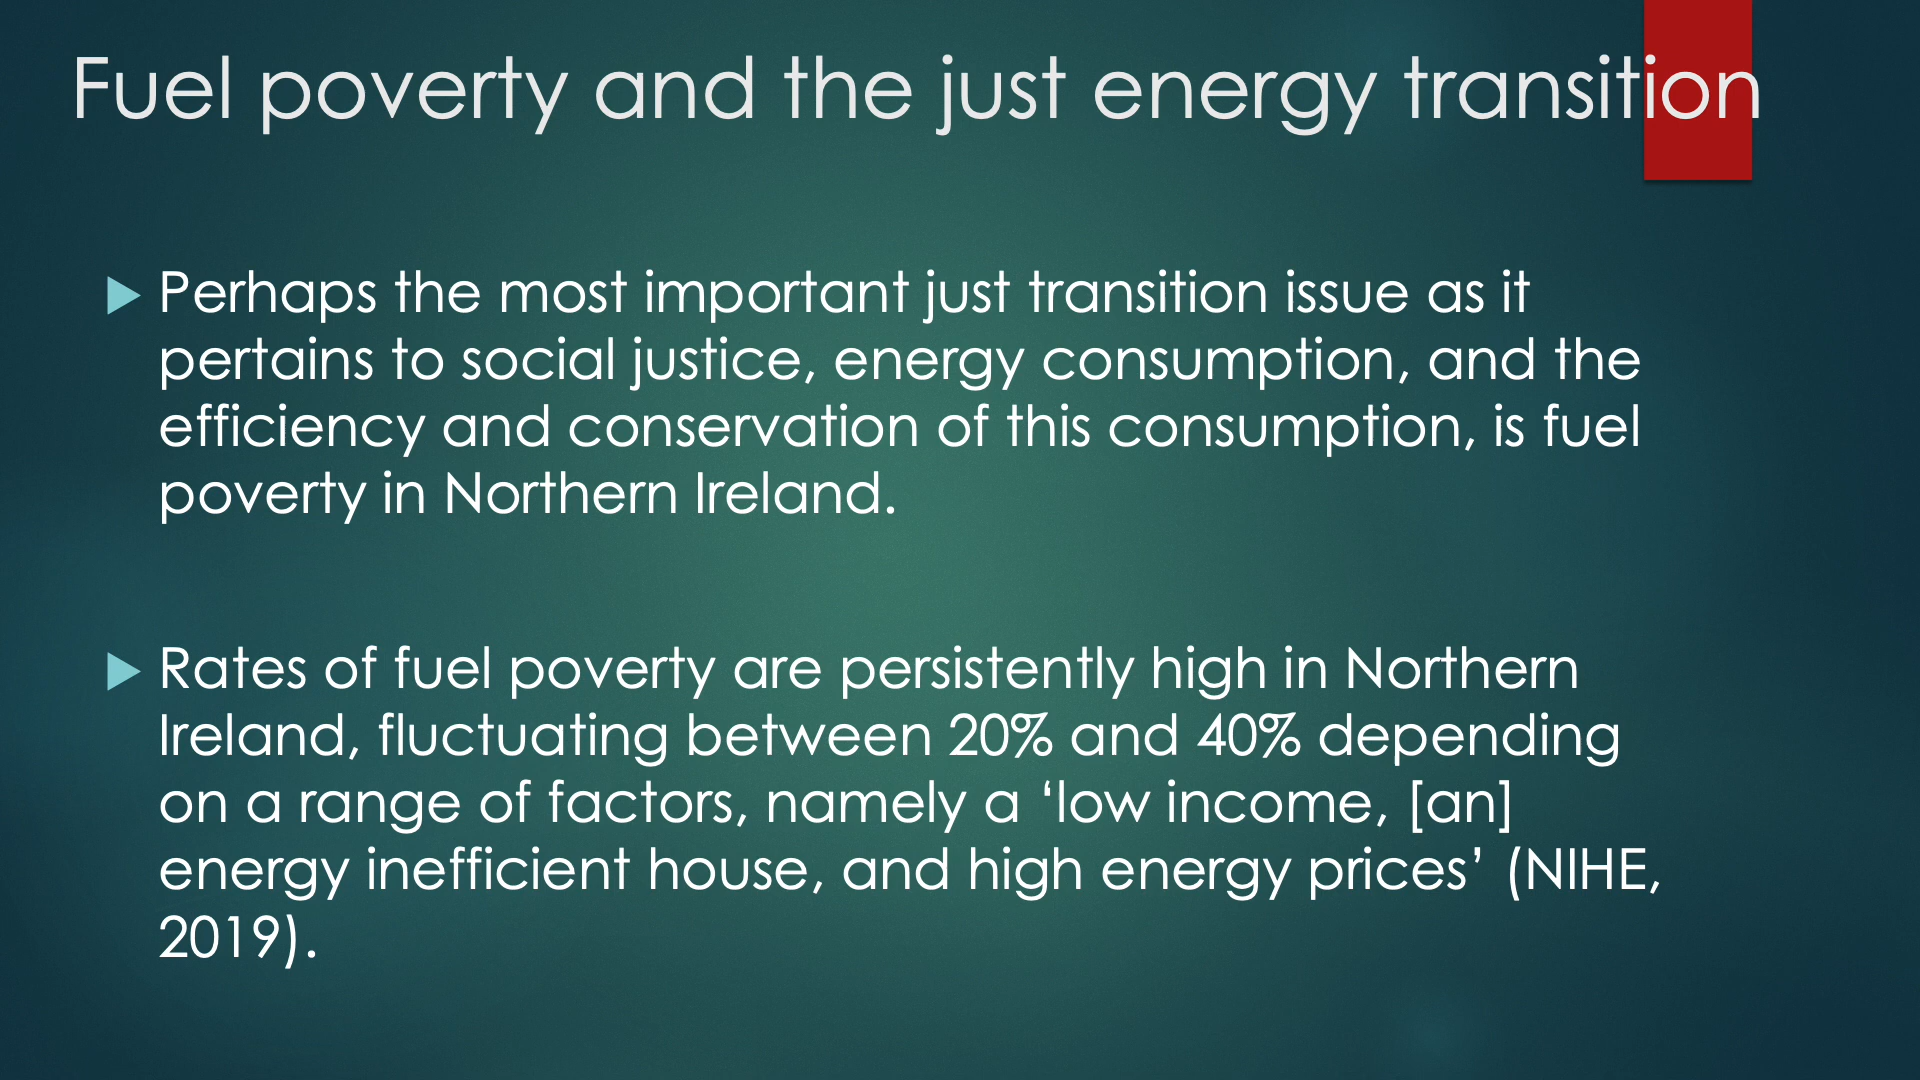 Fuel poverty and the just energy transition
Perhaps the most important just transition issue as it
pertains to social justice, energy consumption, and the
efficiency and conservation of this consumption, is fuel
poverty in Northern Ireland.
Rates of fuel poverty are persistently high in Northern
Ireland, fluctuating between 20% and 40% depending
on a range of factors, namely a ‘low income, [an]
energy inefficient house, and high energy prices’ (NIHE,
2019).